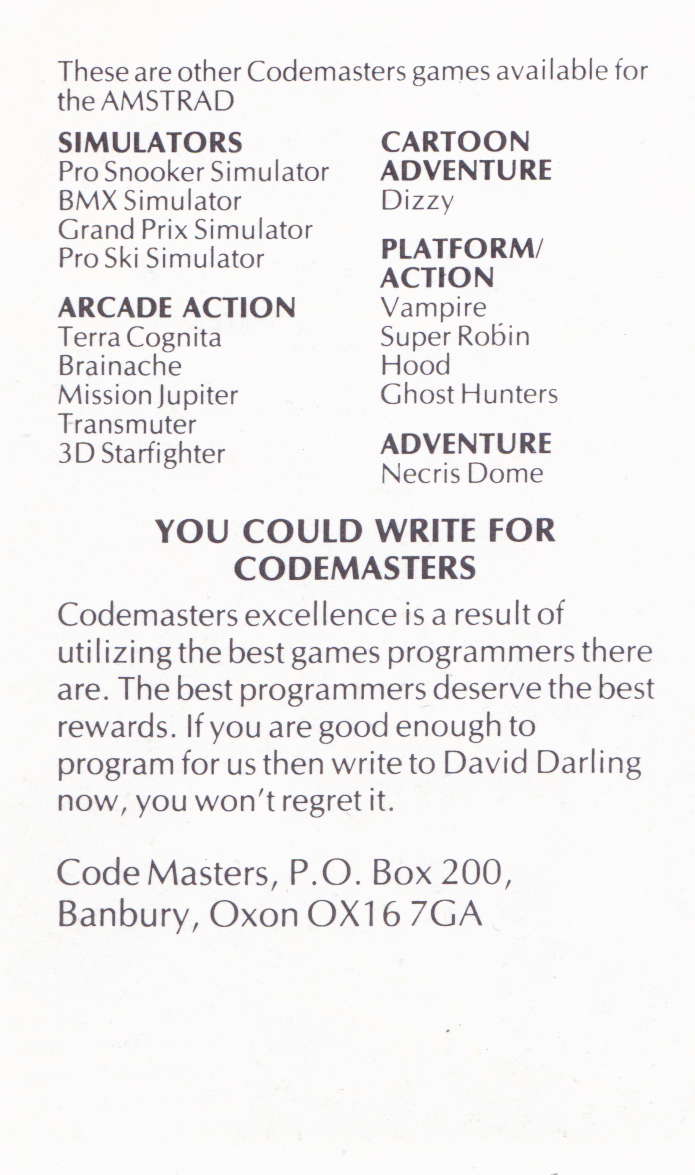 These are other Codemasters games available for
the AMSTRAD
SIMULATORS
Pro Snooker Simulator
BMX Simulator
Grand Prix Simulator
Pro Ski Simulator
ARCADE ACTION
Terra Cognita
Brainache
Mission Jupiter
Transmuter
3D Starfighter
CARTOON
ADVENTURE
Dizzy
PLATFORM/
ACTION
Vampire
Super Robin
Hood
Ghost Hunters
ADVENTURE
Necris Dome
YOU COULD WRITE FOR
CODEMASTERS
Codemasters excellence is a result of
utilizing the best games programmers there
are. The best programmers deserve the best
rewards. If you are good enough to
program for us then write to David Darling
now, you won't regret it.
Code Masters, P.O. Box 200,
Banbury, Oxon OX16 7GA